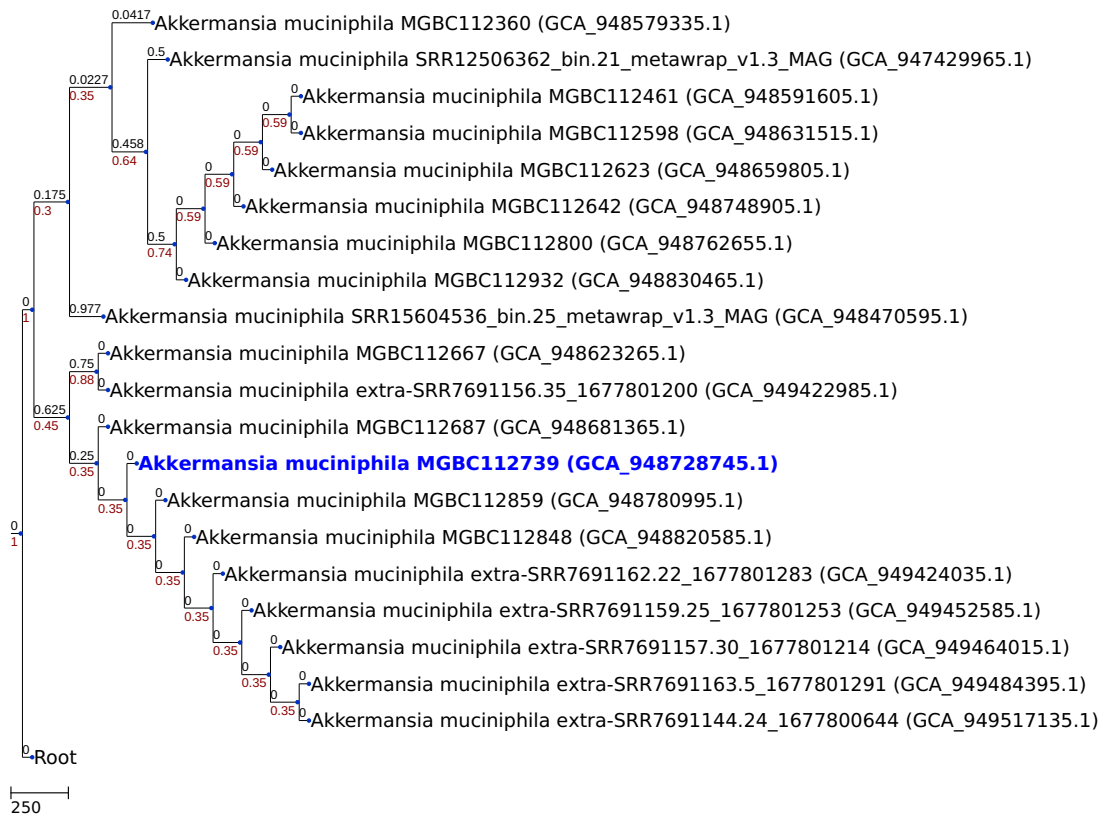 0.0417
Akkermansia muciniphila MGBC112360 (GCA_948579335.1)
0.5
Akkermansia muciniphila SRR12506362_bin.21_metawrap_v1.3_MAG (GCA_947429965.1)
0.0227
0.35
0
Akkermansia muciniphila MGBC112461 (GCA_948591605.1)
0
0.59
0
Akkermansia muciniphila MGBC112598 (GCA_948631515.1)
0
0.59
0.458
0.64
0
Akkermansia muciniphila MGBC112623 (GCA_948659805.1)
0
0.59
0.175
0.3
0
Akkermansia muciniphila MGBC112642 (GCA_948748905.1)
0
0.59
0
Akkermansia muciniphila MGBC112800 (GCA_948762655.1)
0.5
0.74
0
Akkermansia muciniphila MGBC112932 (GCA_948830465.1)
0
1
0.977
Akkermansia muciniphila SRR15604536_bin.25_metawrap_v1.3_MAG (GCA_948470595.1)
0
Akkermansia muciniphila MGBC112667 (GCA_948623265.1)
0.75
0.88
0
Akkermansia muciniphila extra-SRR7691156.35_1677801200 (GCA_949422985.1)
0.625
0.45
0
Akkermansia muciniphila MGBC112687 (GCA_948681365.1)
0.25
0.35
0
Akkermansia muciniphila MGBC112739 (GCA_948728745.1)
0
0.35
0
Akkermansia muciniphila MGBC112859 (GCA_948780995.1)
0
1
0
0.35
0
Akkermansia muciniphila MGBC112848 (GCA_948820585.1)
0
0.35
0
Akkermansia muciniphila extra-SRR7691162.22_1677801283 (GCA_949424035.1)
0
0.35
0
Akkermansia muciniphila extra-SRR7691159.25_1677801253 (GCA_949452585.1)
0
0.35
0
Akkermansia muciniphila extra-SRR7691157.30_1677801214 (GCA_949464015.1)
0
0.35
0
Akkermansia muciniphila extra-SRR7691163.5_1677801291 (GCA_949484395.1)
0
0.35
0
Akkermansia muciniphila extra-SRR7691144.24_1677800644 (GCA_949517135.1)
0
Root
250